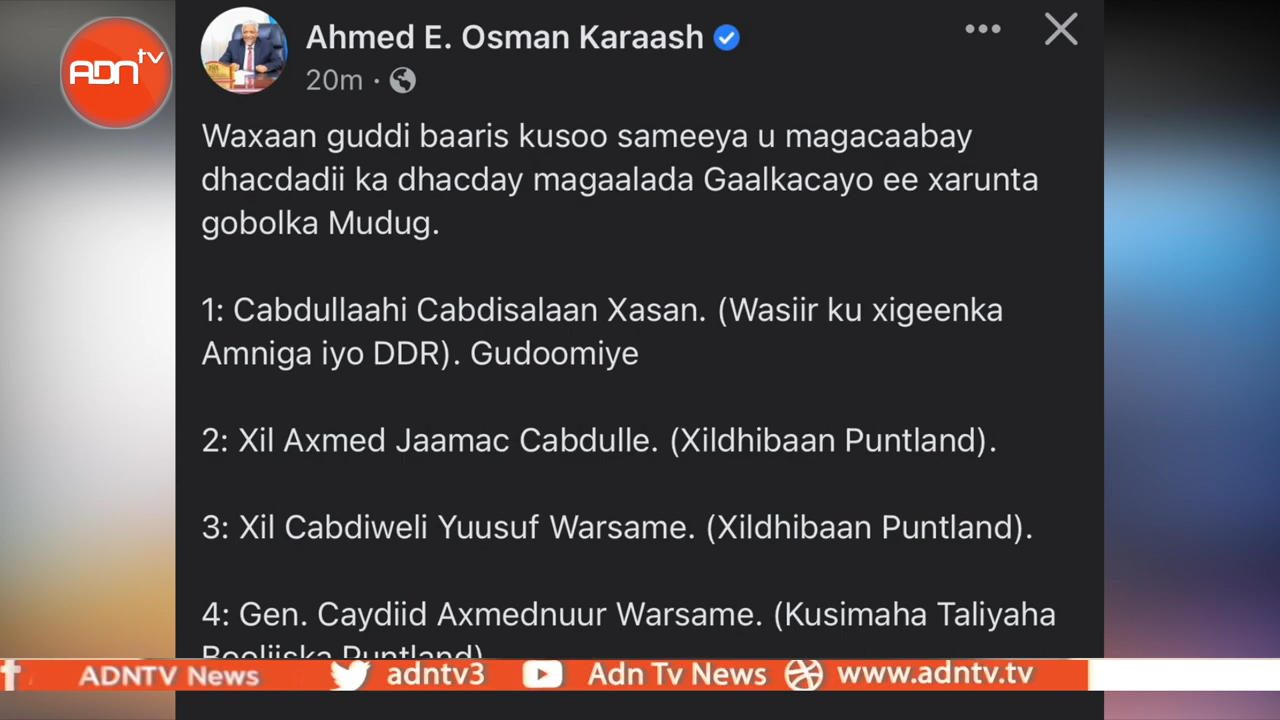 ADN tv
Ahmed E. Osman Karaash
20m
Waxaan guddi baaris kusoo sameeya u magacaabay
dhacdadii ka dhacday magaalada Gaalkacayo ee xarunta
gobolka Mudug.
1: Cabdullaahi Cabdisalaan Xasan. (Wasiir ku xigeenka
Amniga iyo DDR). Gudoomiye
2: Xil Axmed Jaamac Cabdulle. (Xildhibaan Puntland).
3: Xil Cabdiweli Yuusuf Warsame. (Xildhibaan Puntland).
4: Gen. Caydiid Axmednuur Warsame. (Kusimaha Taliyaha
Booliiska Puntland)
ADNTV News adntv3 Adn Tv News www.adntv.tv